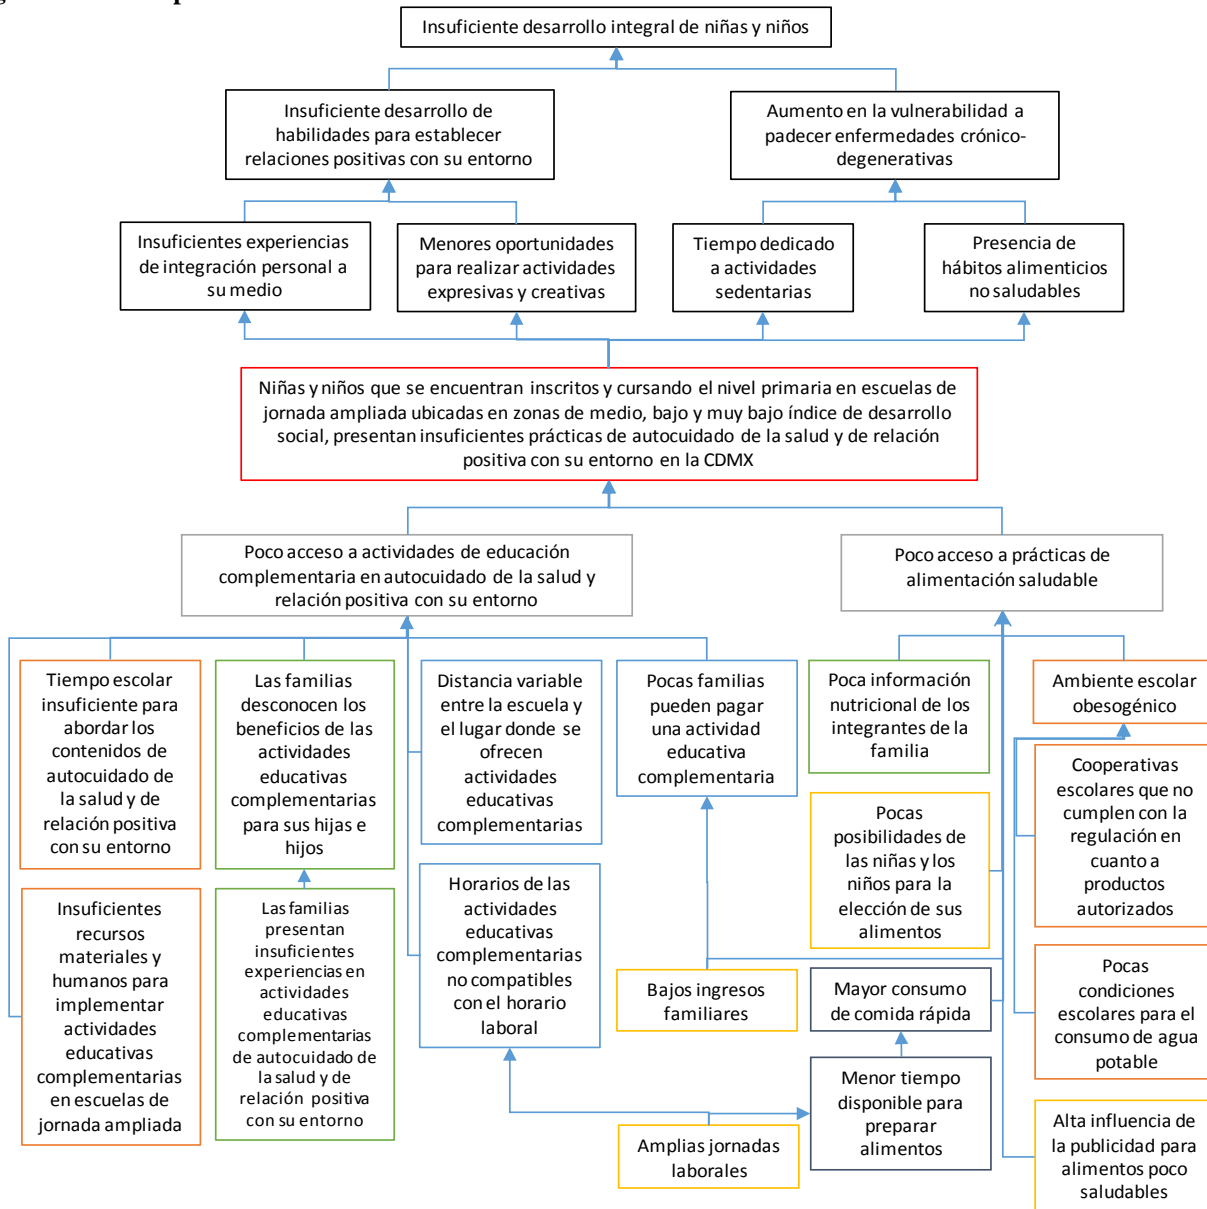 Insuficiente desarrollo integral de niñas y niños
Insuficiente desarrollo de
habilidades para establecer
relaciones positivas con su entorno
Aumento en la vulnerabilidad a
padecer enfermedades crónico-
degenerativas
Insuficientes experiencias
de integración personal a
su medio
Menores oportunidades
para realizar actividades
expresivas y creativas
Tiempo dedicado
a actividades
sedentarias
Presencia de
hábitos alimenticios
no saludables
Niñas y niños que se encuentran inscritos y cursando el nivel primaria en escuelas de
jornada ampliada ubicadas en zonas de medio, bajo y muy bajo índice de desarrollo
social, presentan insuficientes prácticas de autocuidado de la salud y de relación
positiva con su entorno en la CDMX
Poco acceso a actividades de educación
complementaria en autocuidado de la salud y
relación positiva con su entorno
Poco acceso a prácticas de
alimentación saludable
Tiempo escolar
insuficiente para
abordar los
contenidos de
autocuidado de
la salud y de
relación positiva
con su entorno
Las familias
desconocen los
beneficios de las
actividades
educativas
complementarias
para sus hijas e
hijos
Distancia variable
entre la escuela y
el lugar donde se
ofrecen
actividades
educativas
complementarias
Pocas familias
pueden pagar
una actividad
educativa
complementaria
Poca información
nutricional de los
integrantes de la
familia
Ambiente escolar
obesogénico
Cooperativas
escolares que no
cumplen con la
regulación en
cuanto a
productos
autorizados
Pocas
posibilidades de
las niñas y los
niños para la
elección de sus
alimentos
Insuficientes
recursos
materiales y
humanos para
implementar
actividades
educativas
complementarias
en escuelas de
jornada ampliada
Las familias
presentan
insuficientes
experiencias en
actividades
educativas
complementarias
de autocuidado de
la salud y de
relación positiva
con su entorno
Horarios de las
actividades
educativas
complementarias
no compatibles
con el horario
laboral
Bajos ingresos
familiares
Mayor consumo
de comida rápida
Pocas
condiciones
escolares para el
consumo de agua
potable
Menor tiempo
disponible para
preparar
alimentos
Amplias jornadas
laborales
Alta influencia de
la publicidad para
alimentos poco
saludables